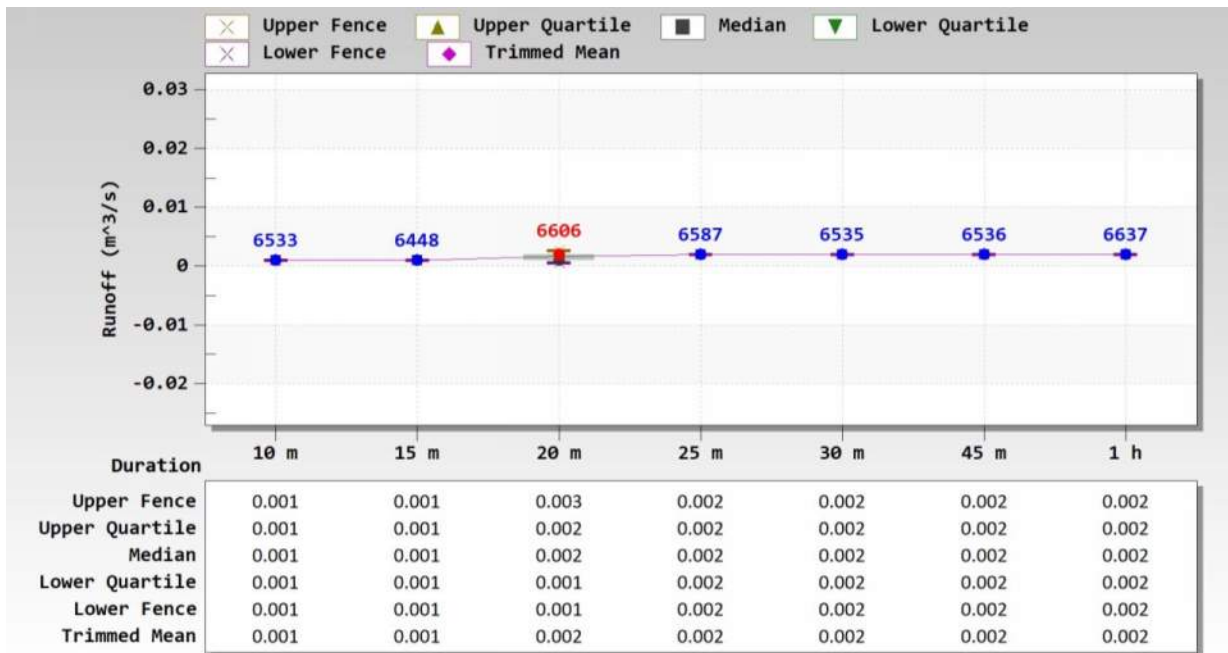 Upper Fence Upper Quartile Median Lower Quartile
Lower Fence Trimmed Mean
Runoff (m^3/s)
0.03
0.02
0.01
0
-0.01
-0.02
6533 6448 6606 6587 6535 6536 6637
Duration 10 m 15 m 20 m 25 m 30 m 45 m 1 h
Upper Fence 0.001 0.001 0.003 0.002 0.002 0.002 0.002
Upper Quartile 0.001 0.001 0.002 0.002 0.002 0.002 0.002
Median 0.001 0.001 0.002 0.002 0.002 0.002 0.002
Lower Quartile 0.001 0.001 0.001 0.002 0.002 0.002 0.002
Lower Fence 0.001 0.001 0.001 0.002 0.002 0.002 0.002
Trimmed Mean 0.001 0.001 0.002 0.002 0.002 0.002 0.002